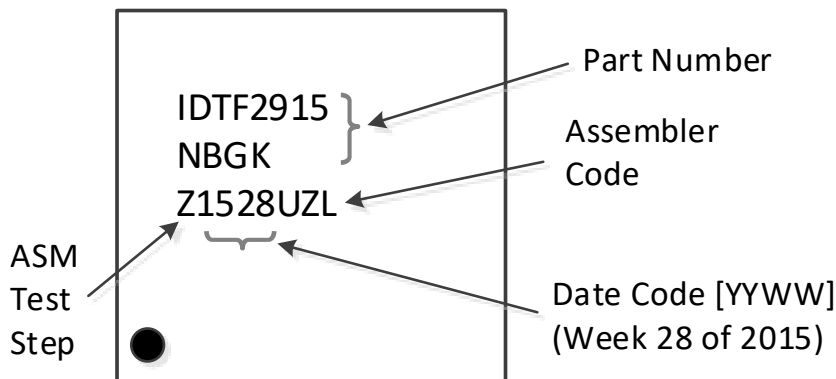 Part Number
IDTF2915
NBGK
Z1528UZL
Assembler
Code
ASM
Test
Step
Date Code [YYWW]
(Week 28 of 2015)